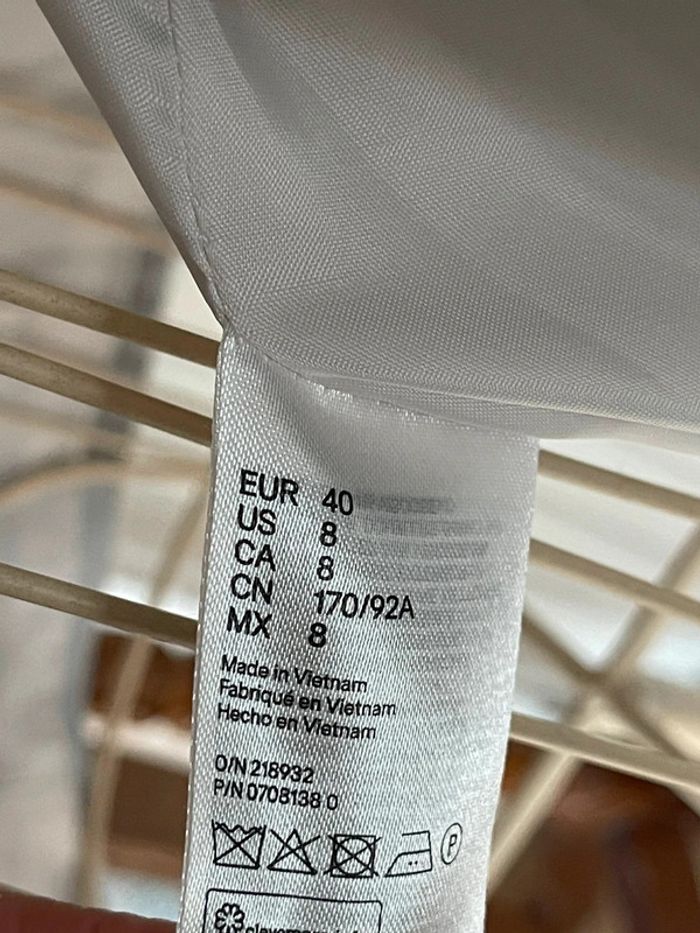 EUR 40
US 8
CA 8
CN 170/92A
MX 8
Made in Vietnam
Fabriqué en Vietnam
Hecho en Vietnam
O/N 218932
P/N 0708138 0
P